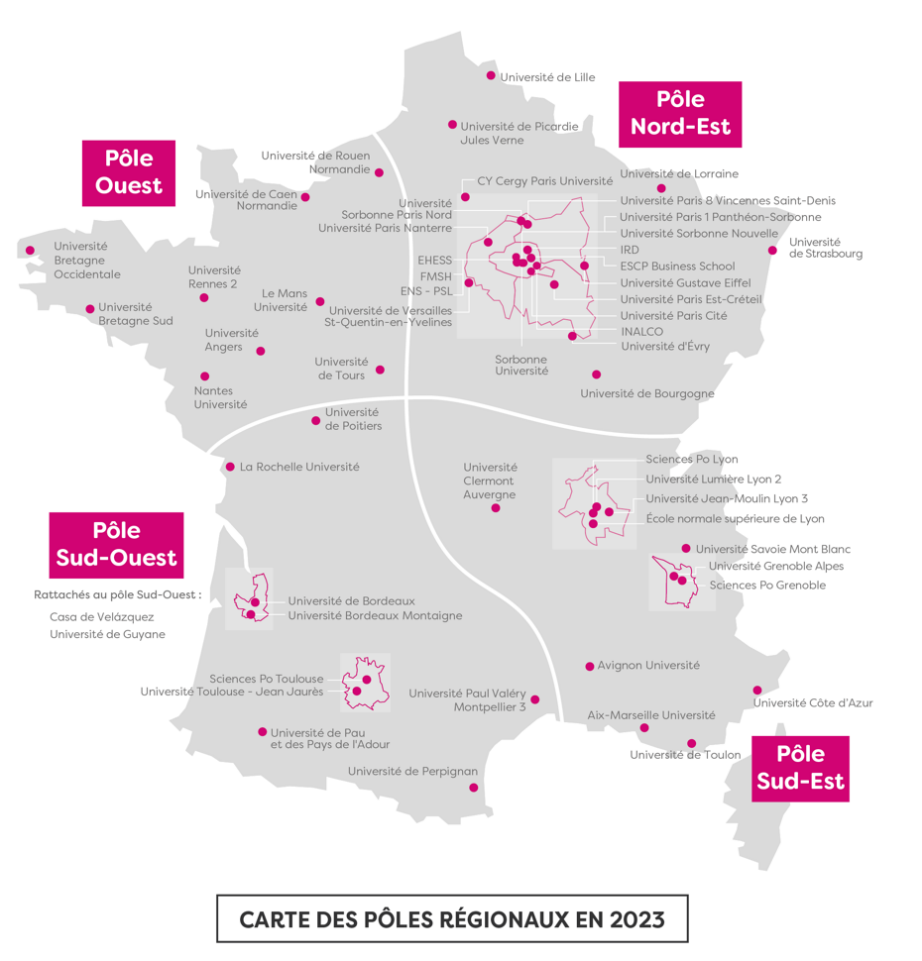 Université de Lille
Pôle
Nord-Est
Université de Picardie
Jules Verne
Pôle
Ouest
Université de Rouen
Normandie
CY Cergy Paris Université
Université de Lorraine
Université de Caen
Normandie
Université
Sorbonne Paris Nord
Université Paris Nanterre
Université Paris 8 Vincennes Saint-Denis
Université Paris 1 Panthéon-Sorbonne
Université Sorbonne Nouvelle
IRD
ESCP Business School
Université Gustave Eiffel
Université Paris Est-Créteil
Université Paris Cité
INALCO
Université d'Évry
Université
de Strasbourg
Université
Bretagne
Occidentale
EHESS
FMSH
ENS - PSL
Université
Rennes 2
Le Mans
Université
Université de Versailles
St-Quentin-en-Yvelines
Université
Bretagne Sud
Université
Angers
Université
de Tours
Sorbonne
Université
Nantes
Université
Université de Bourgogne
Université
de Poitiers
La Rochelle Université
Université
Clermont
Auvergne
Sciences Po Lyon
Université Lumière Lyon 2
Université Jean-Moulin Lyon 3
École normale supérieure de Lyon
Pôle
Sud-Ouest
Université Savoie Mont Blanc
Université Grenoble Alpes
Sciences Po Grenoble
Rattachés au pôle Sud-Ouest :
Casa de Velázquez
Université de Guyane
Université de Bordeaux
Université Bordeaux Montaigne
Sciences Po Toulouse
Université Toulouse - Jean Jaurès
Avignon Université
Université Paul Valéry
Montpellier 3
Université Côte d'Azur
Aix-Marseille Université
Université de Pau
et des Pays de l'Adour
Université de Toulon
Pôle
Sud-Est
Université de Perpignan
CARTE DES PÔLES RÉGIONAUX EN 2023